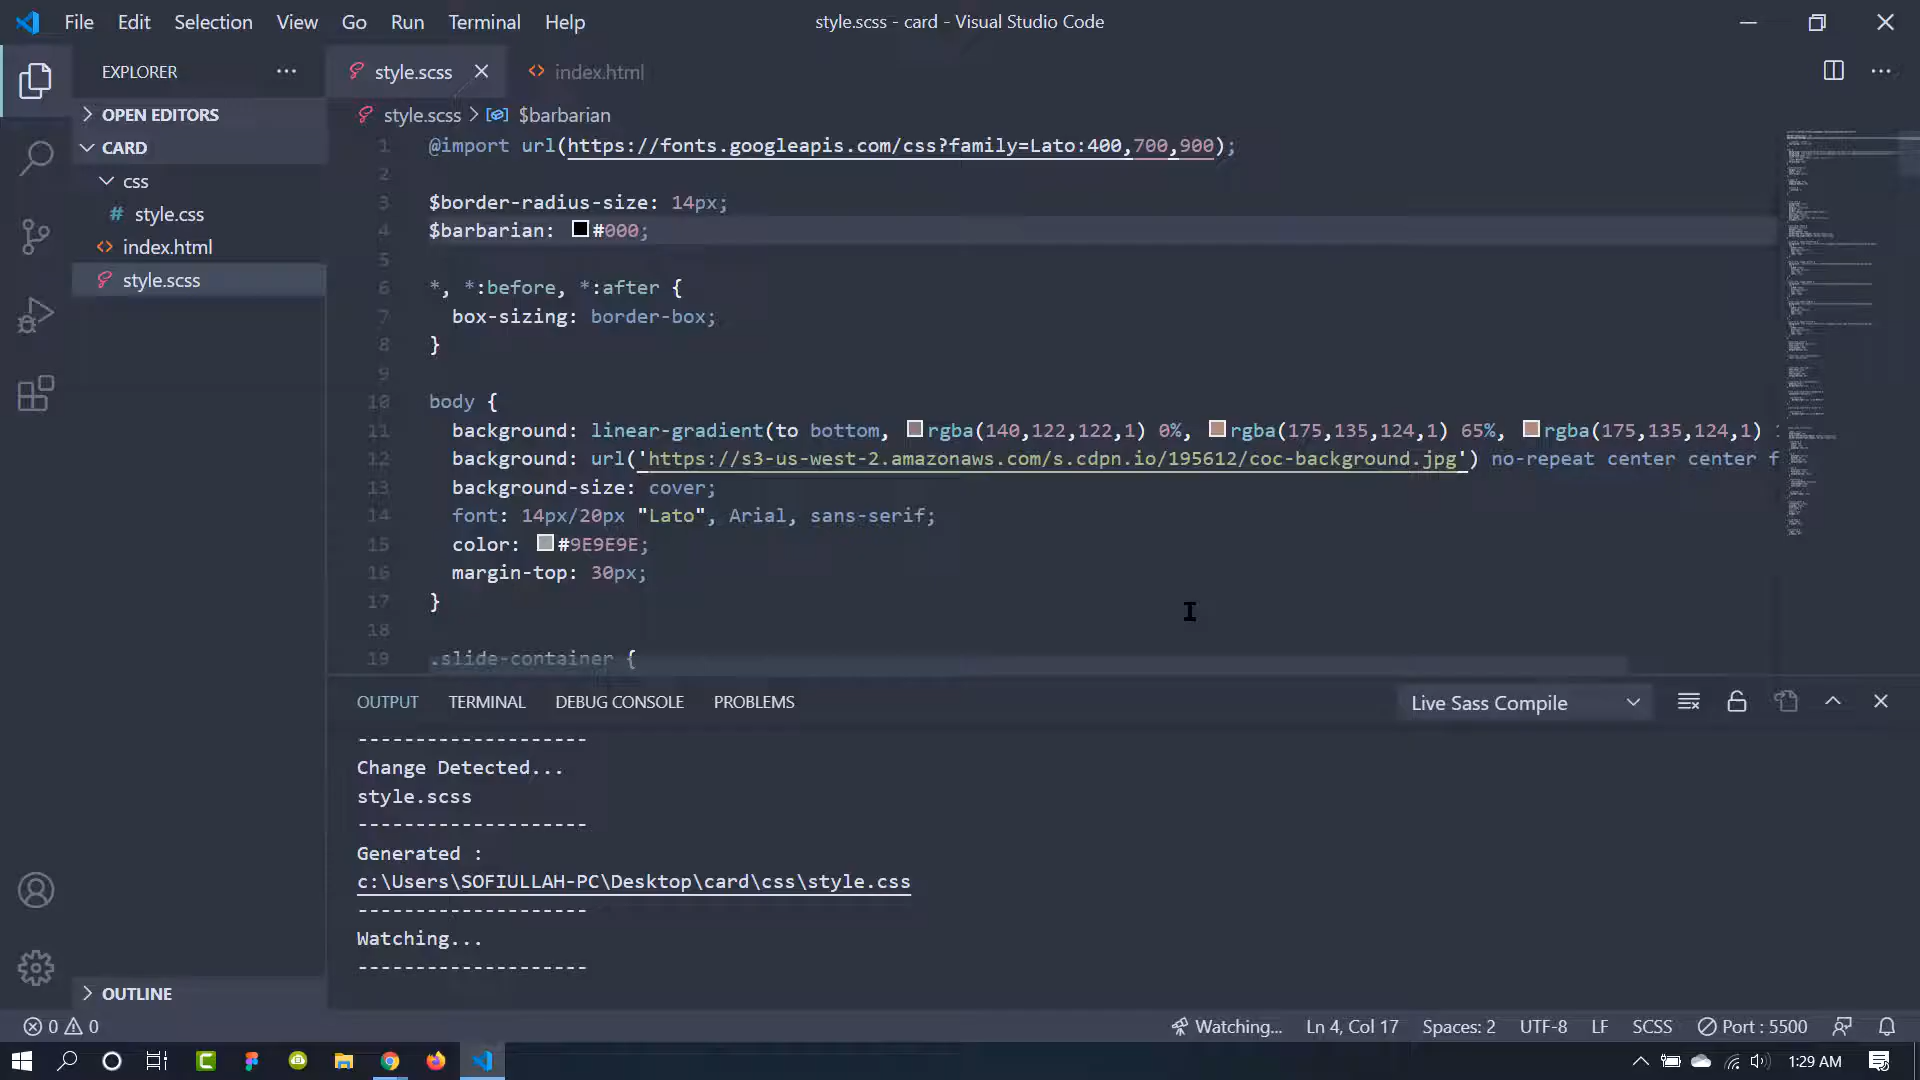 File Edit Selection View Go Run Terminal Help
style.scss - card - Visual Studio Code
EXPLORER
OPEN EDITORS
CARD
css
style.css
index.html
style.scss
OUTLINE
style.scss
index.html
style.scss > $barbarian
1 @import url(https://fonts.googleapis.com/css?family=Lato:400,700,900);
2
3 $border-radius-size: 14px;
4 $barbarian: #000;
5
6 *, *:before, *:after {
7 box-sizing: border-box;
8 }
9
10 body {
11 background: linear-gradient(to bottom, rgba(140,122,122,1) 0%, rgba(175,135,124,1) 65%, rgba(175,135,124,1)
12 background: url('https://s3-us-west-2.amazonaws.com/s.cdpn.io/195612/coc-background.jpg') no-repeat center center f
13 background-size: cover;
14 font: 14px/20px "Lato", Arial, sans-serif;
15 color: #9E9E9E;
16 margin-top: 30px;
17 }
18
19 .slide-container {
OUTPUT TERMINAL DEBUG CONSOLE PROBLEMS
Live Sass Compile
--------------------
Change Detected...
style.scss
--------------------
Generated :
c:\Users\SOFIULLAH-PC\Desktop\card\css\style.css
--------------------
Watching...
--------------------
0 0
Watching... Ln 4, Col 17 Spaces: 2 UTF-8 LF SCSS Port : 5500
1:29 AM